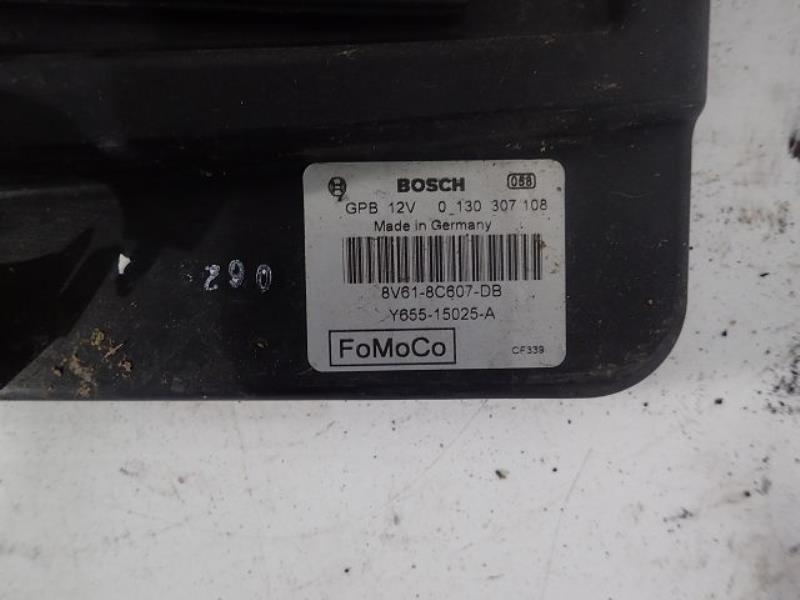 BOSCH 058
GPB 12V 0 130 307 108
Made in Germany
8V61-8C607-DB
Y655-15025-A
FoMoCo CF339
290